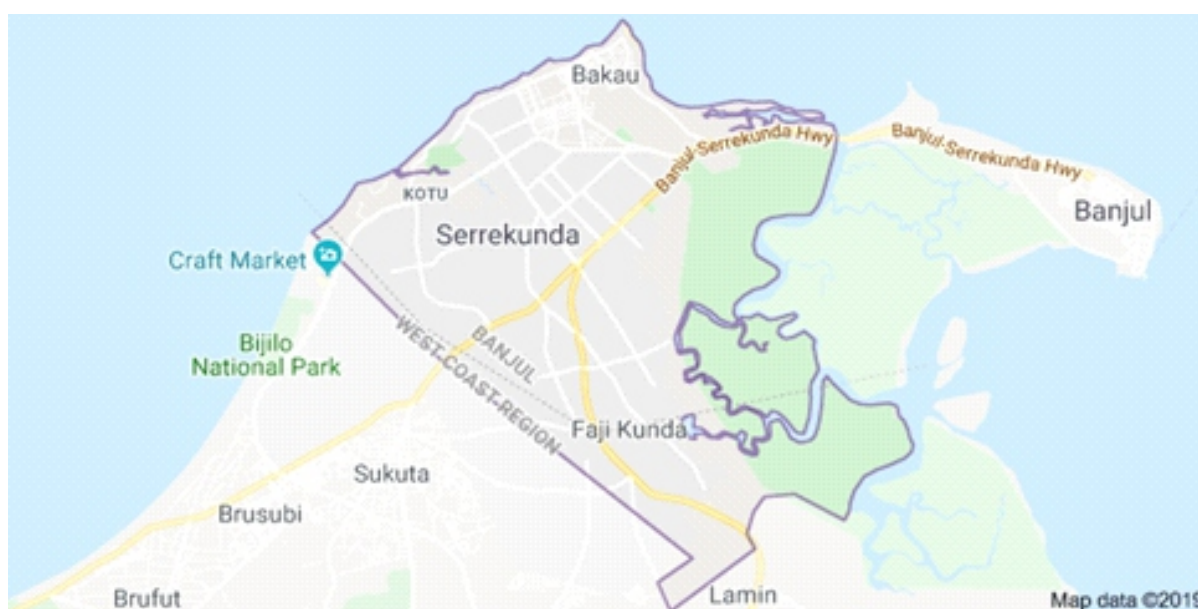 Bakau
Banjul-Serrekunda Hwy
Banjul-Serrekunda Hwy
KOTU
Banjul
Serrekunda
Craft Market
BANJUL
WEST COAST REGION
Bijilo
National Park
Faji Kunda
Sukuta
Brusubi
Brufut
Lamin
Map data ©2019